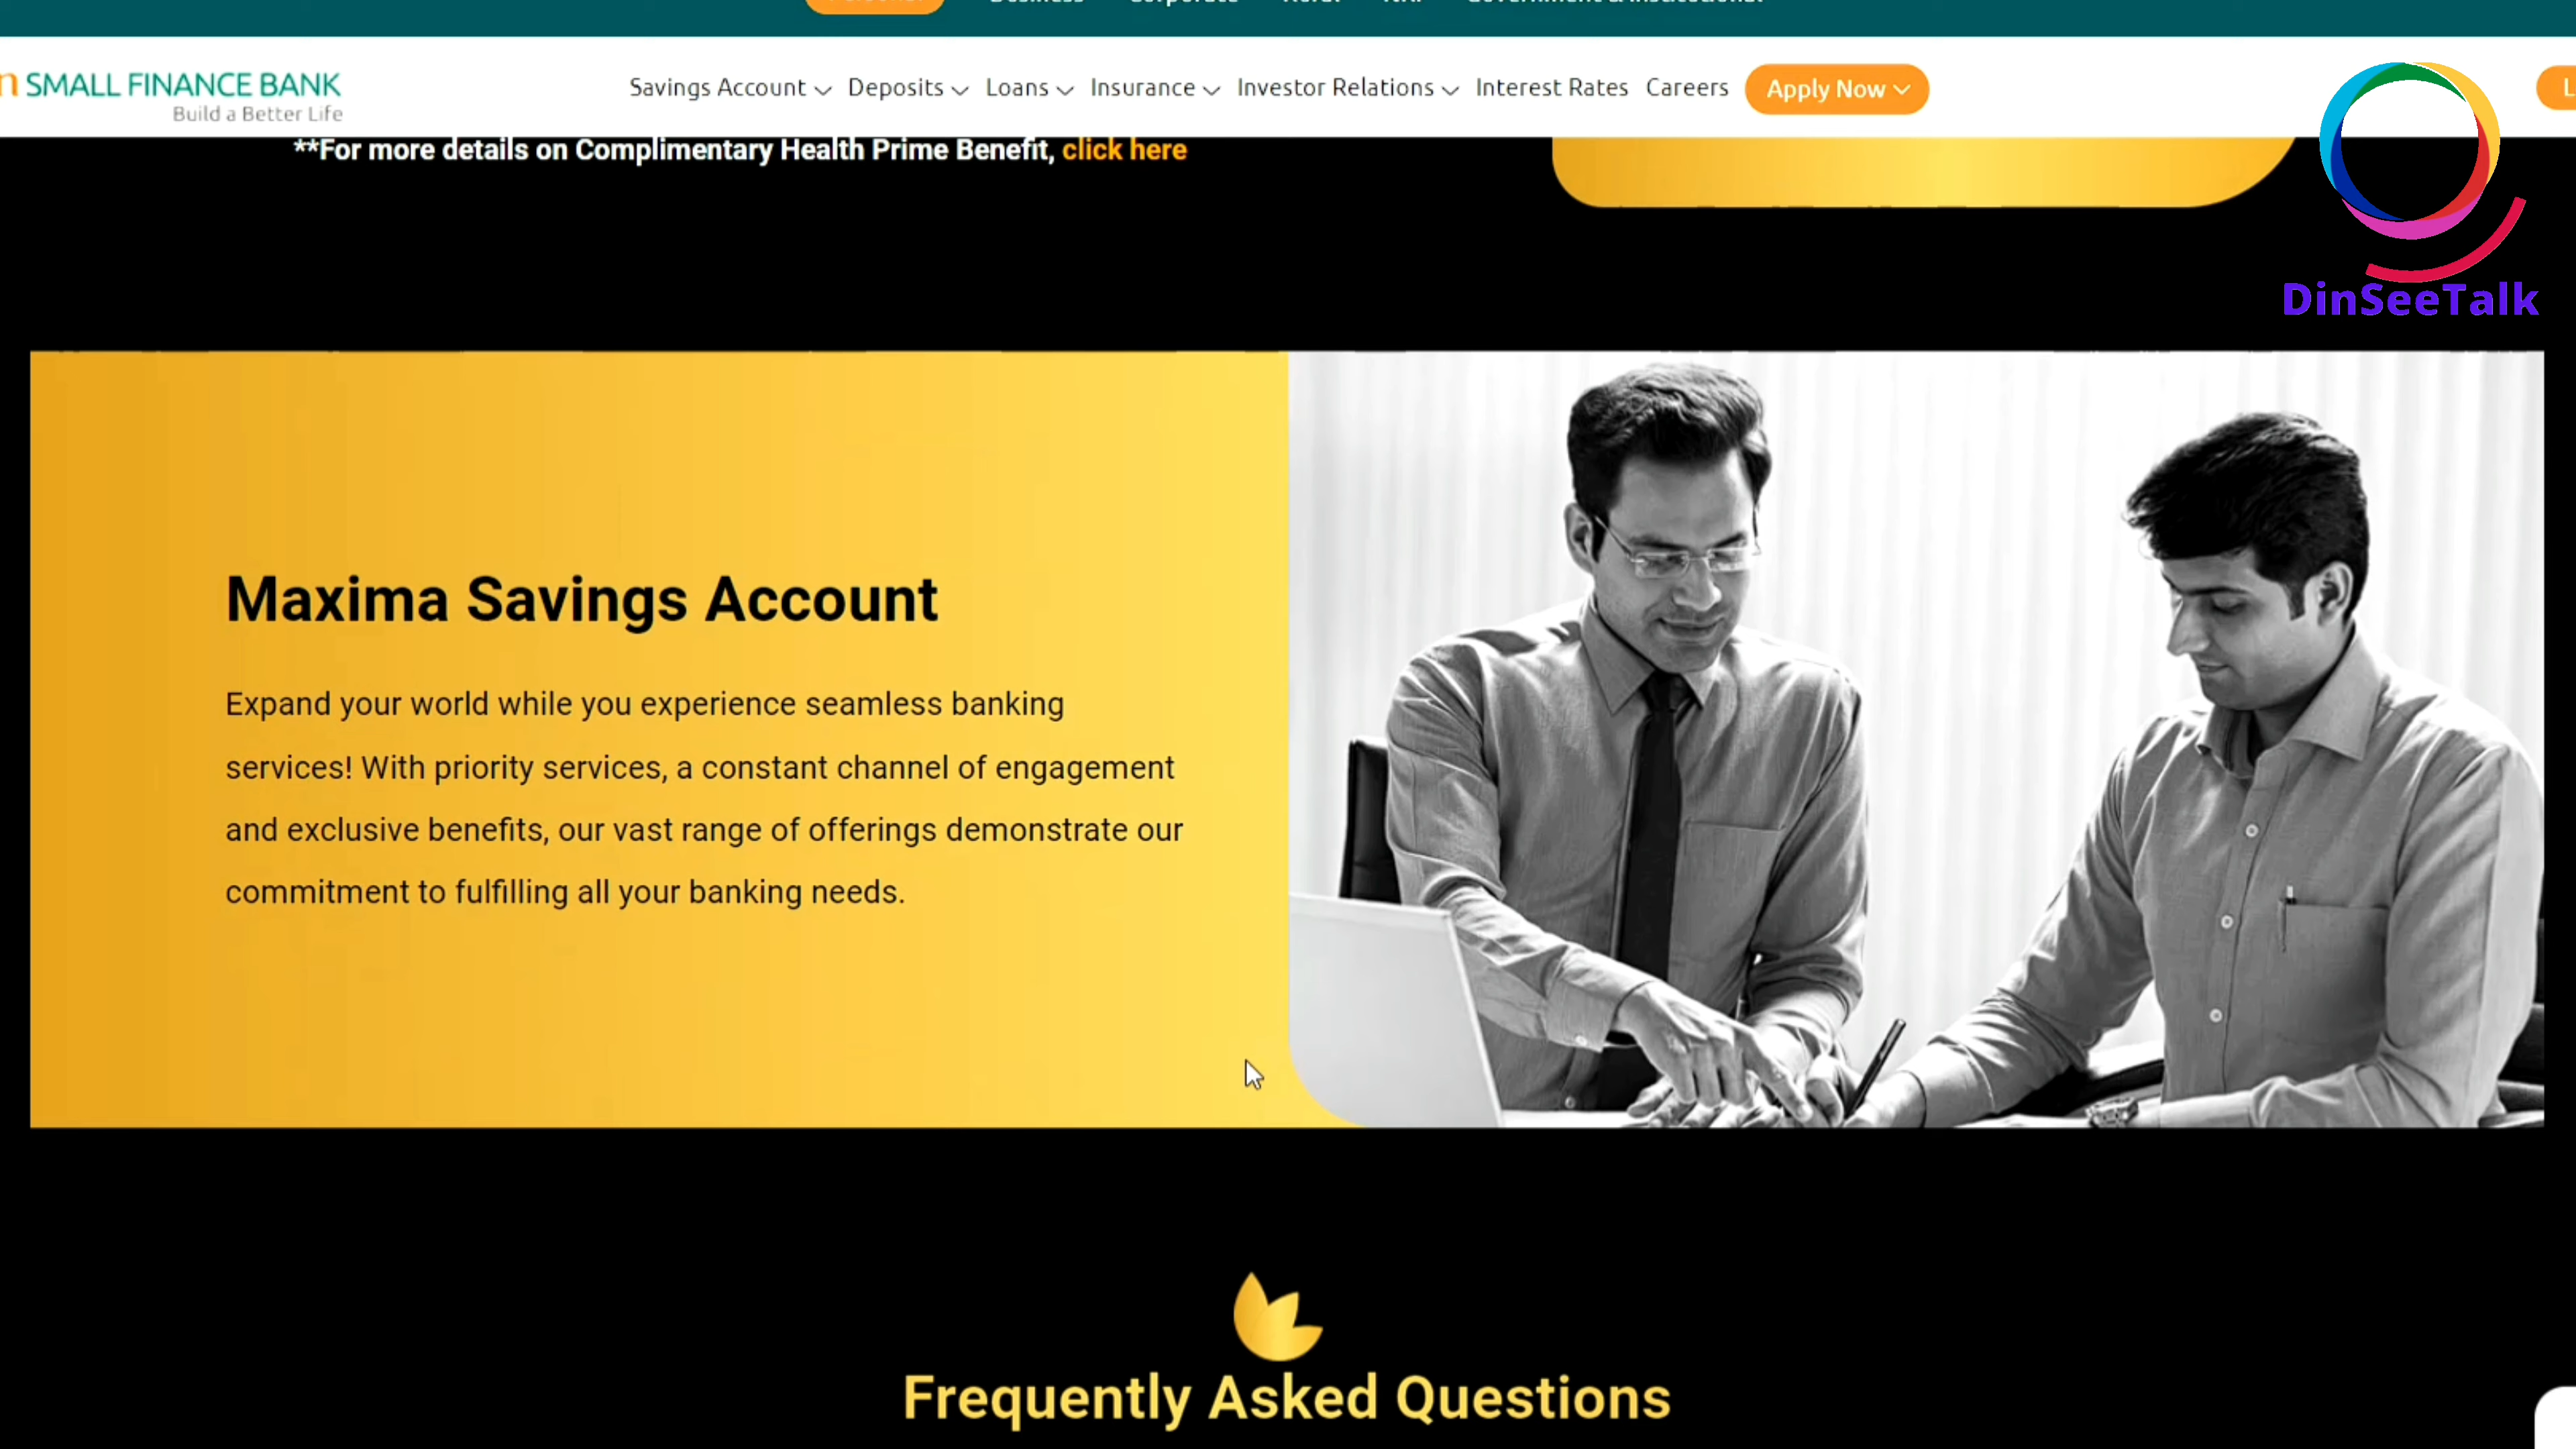 SMALL FINANCE BANK
Build a Better Life
Savings Account Deposits Loans Insurance Investor Relations Interest Rates Careers Apply Now
**For more details on Complimentary Health Prime Benefit, click here
DinSeeTalk
Maxima Savings Account
Expand your world while you experience seamless banking
services! With priority services, a constant channel of engagement
and exclusive benefits, our vast range of offerings demonstrate our
commitment to fulfilling all your banking needs.
Frequently Asked Questions